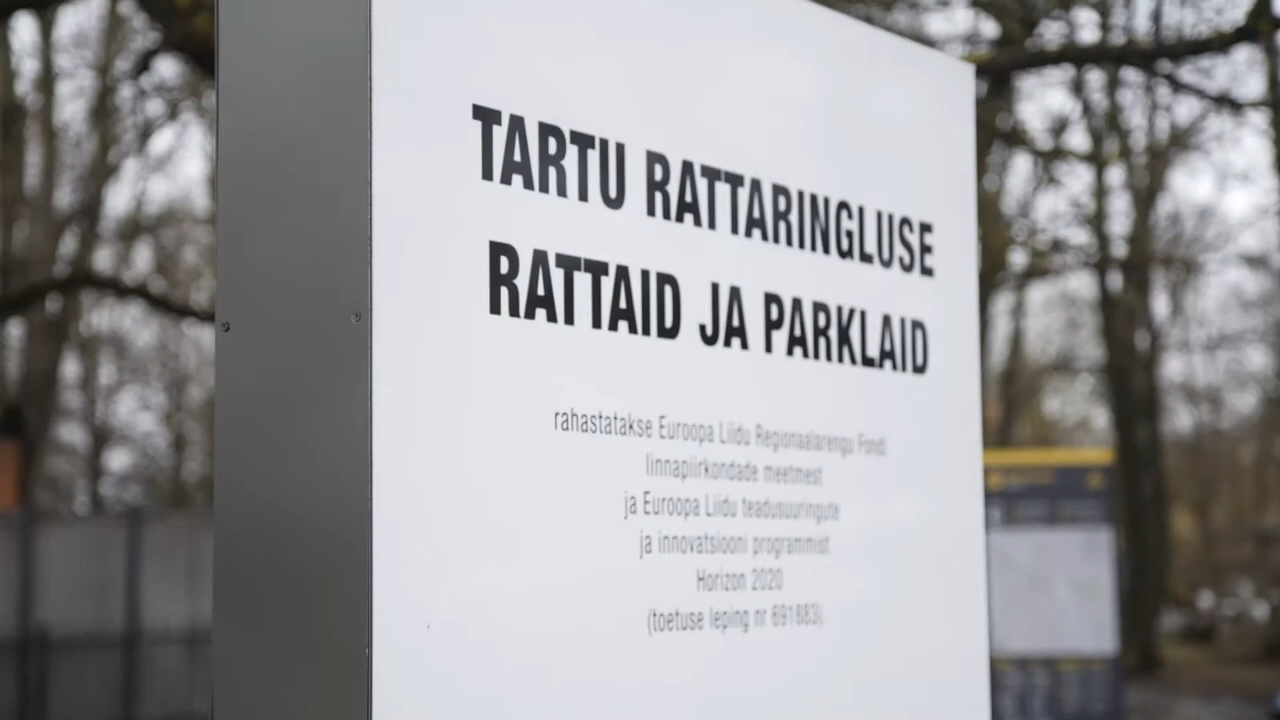 TARTU RATTARINGLUSE
RATTAID JA PARKLAID
rahastatakse Euroopa Liidu Regionaalarengu Fondi
linnapiirkondade meetmest
ja Euroopa Liidu teadusuuringute
ja innovatsiooni programmist
Horizon 2020
(toetuse leping nr 691883).